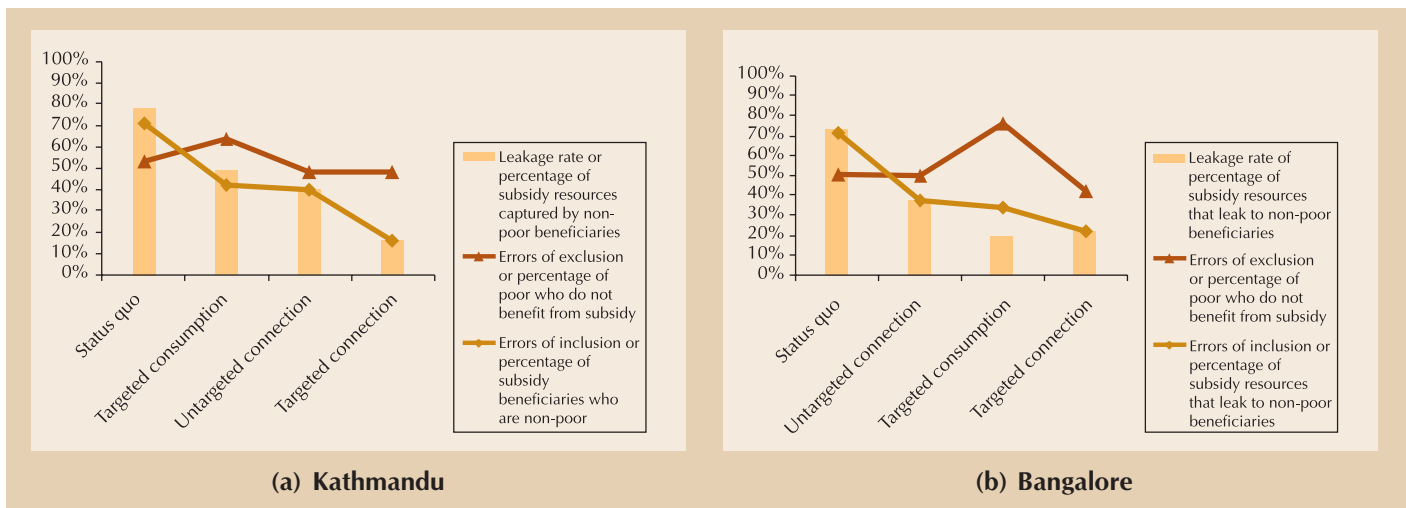 100%
90%
80%
70%
60%
50%
40%
30%
20%
10%
0%
Status quo
Targeted consumption
Untargeted connection
Targeted connection
Leakage rate or
percentage of
subsidy resources
captured by non-
poor beneficiaries
Errors of exclusion
or percentage of
poor who do not
benefit from subsidy
Errors of inclusion or
percentage of
subsidy
beneficiaries who
are non-poor
(a) Kathmandu
100%
90%
80%
70%
60%
50%
40%
30%
20%
10%
0%
Status quo
Untargeted connection
Targeted consumption
Targeted connection
Leakage rate of
percentage of
subsidy resources
that leak to non-poor
beneficiaries
Errors of exclusion
or percentage of
poor who do not
benefit from subsidy
Errors of inclusion or
percentage of
subsidy resources
that leak to non-poor
beneficiaries
(b) Bangalore